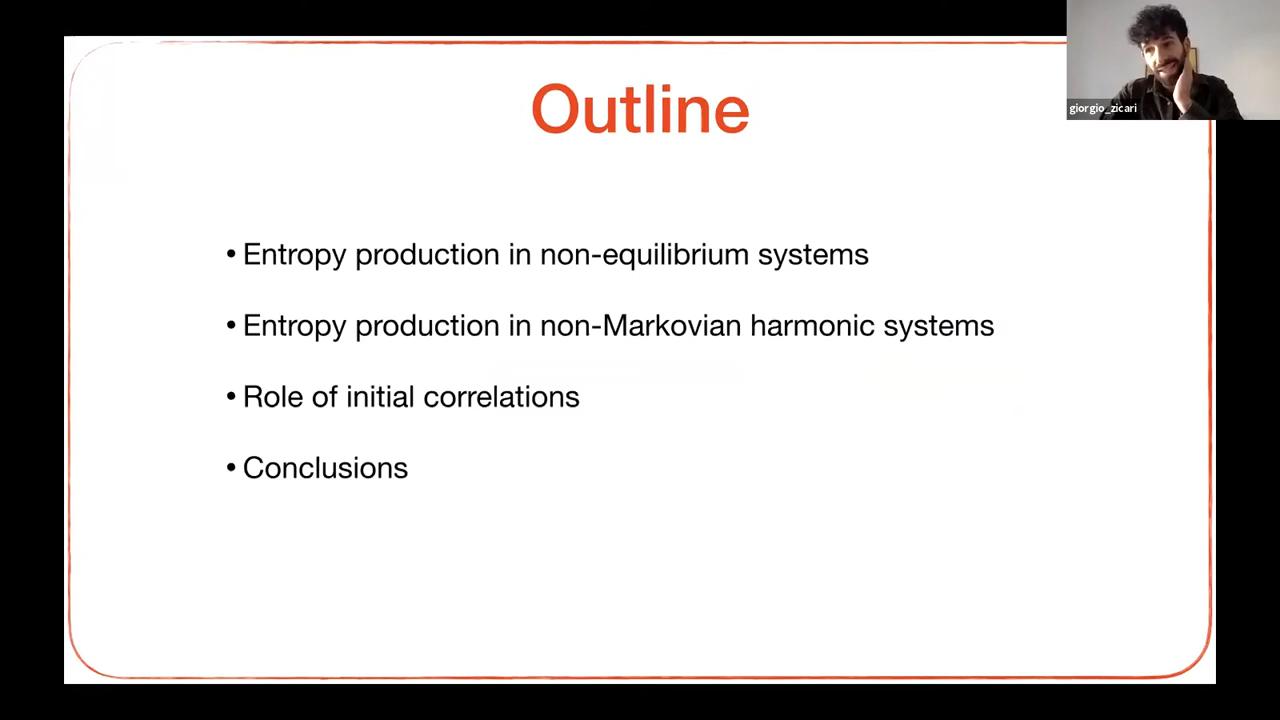 Outline
giorgio_zicari
• Entropy production in non-equilibrium systems
• Entropy production in non-Markovian harmonic systems
• Role of initial correlations
• Conclusions